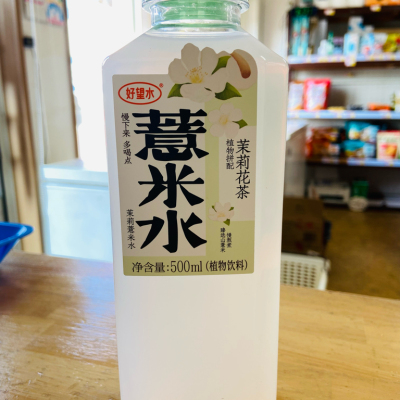 好望水
慢下来 多喝点
薏米水
茉莉花茶
植物拼配
茉莉薏米水
净含量:500ml(植物饮料)